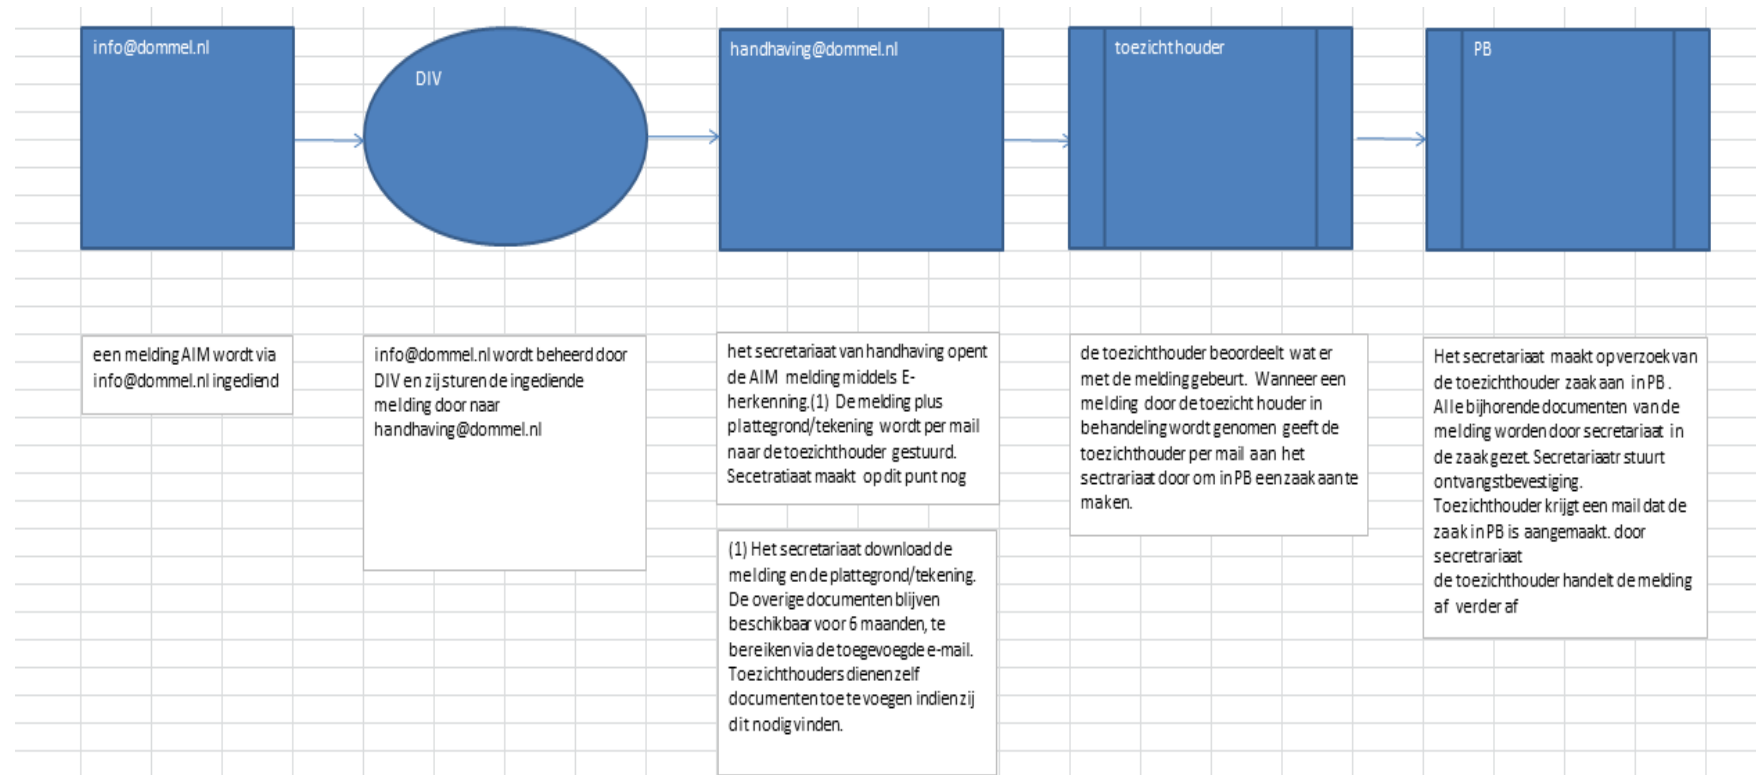 info@dommel.nl
DIV
handhaving@dommel.nl
toezichthouder
PB
een melding AIM wordt via
info@dommel.nl ingediend
info@dommel.nl wordt beheerd door
DIV en zij sturen de ingediende
melding door naar
handhaving@dommel.nl
het secretariaat van handhaving opent
de AIM melding middels E-
herkenning.(1) De melding plus
plattegrond/tekening wordt per mail
naar de toezichthouder gestuurd.
Secetratiaat maakt op dit punt nog
(1) Het secretariaat download de
melding en de plattegrond/tekening.
De overige documenten blijven
beschikbaar voor 6 maanden, te
bereiken via de toegevoegde e-mail.
Toezichthouders dienen zelf
documenten toe te voegen indien zij
dit nodig vinden.
de toezichthouder beoordeelt wat er
met de melding gebeurt. Wanneer een
melding door de toezicht houder in
behandeling wordt genomen geeft de
toezichthouder per mail aan het
sectrariaat door om in PB een zaak aan te
maken.
Het secretariaat maakt op verzoek van
de toezichthouder zaak aan in PB .
Alle bijhorende documenten van de
melding worden door secretariaat in
de zaak gezet. Secretariaatr stuurt
ontvangstbevestiging.
Toezichthouder krijgt een mail dat de
zaak in PB is aangemaakt. door
secretrariaat
de toezichthouder handelt de melding
af verder af